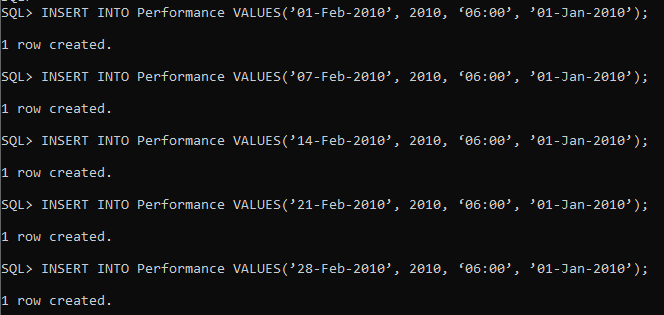 SQL> INSERT INTO Performance VALUES(’01-Feb-2010’, 2010, ‘06:00’, ’01-Jan-2010’);
1 row created.
SQL> INSERT INTO Performance VALUES(’07-Feb-2010’, 2010, ‘06:00’, ’01-Jan-2010’);
1 row created.
SQL> INSERT INTO Performance VALUES(’14-Feb-2010’, 2010, ‘06:00’, ’01-Jan-2010’);
1 row created.
SQL> INSERT INTO Performance VALUES(’21-Feb-2010’, 2010, ‘06:00’, ’01-Jan-2010’);
1 row created.
SQL> INSERT INTO Performance VALUES(’28-Feb-2010’, 2010, ‘06:00’, ’01-Jan-2010’);
1 row created.